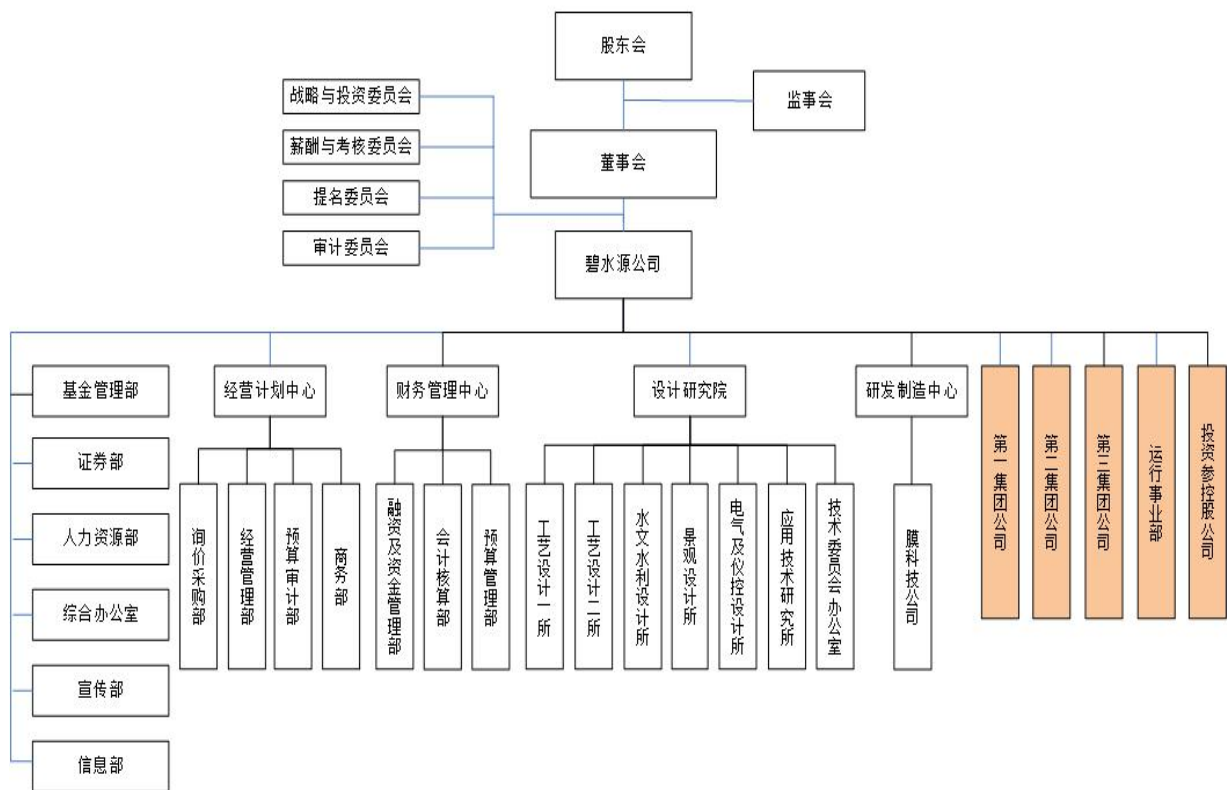 股东会
监事会
战略与投资委员会
薪酬与考核委员会
提名委员会
审计委员会
董事会
碧水源公司
基金管理部
证券部
人力资源部
综合办公室
宣传部
信息部
经营计划中心
询价采购部
经营管理部
预算审计部
商务部
财务管理中心
融资及资金管理部
会计核算部
预算管理部
设计研究院
工艺设计一所
工艺设计二所
水文水利设计所
景观设计所
电气及仪控设计所
应用技术研究所
技术委员会办公室
研发制造中心
膜科技公司
第一集团公司
第二集团公司
第三集团公司
运行事业部
投资参控股公司